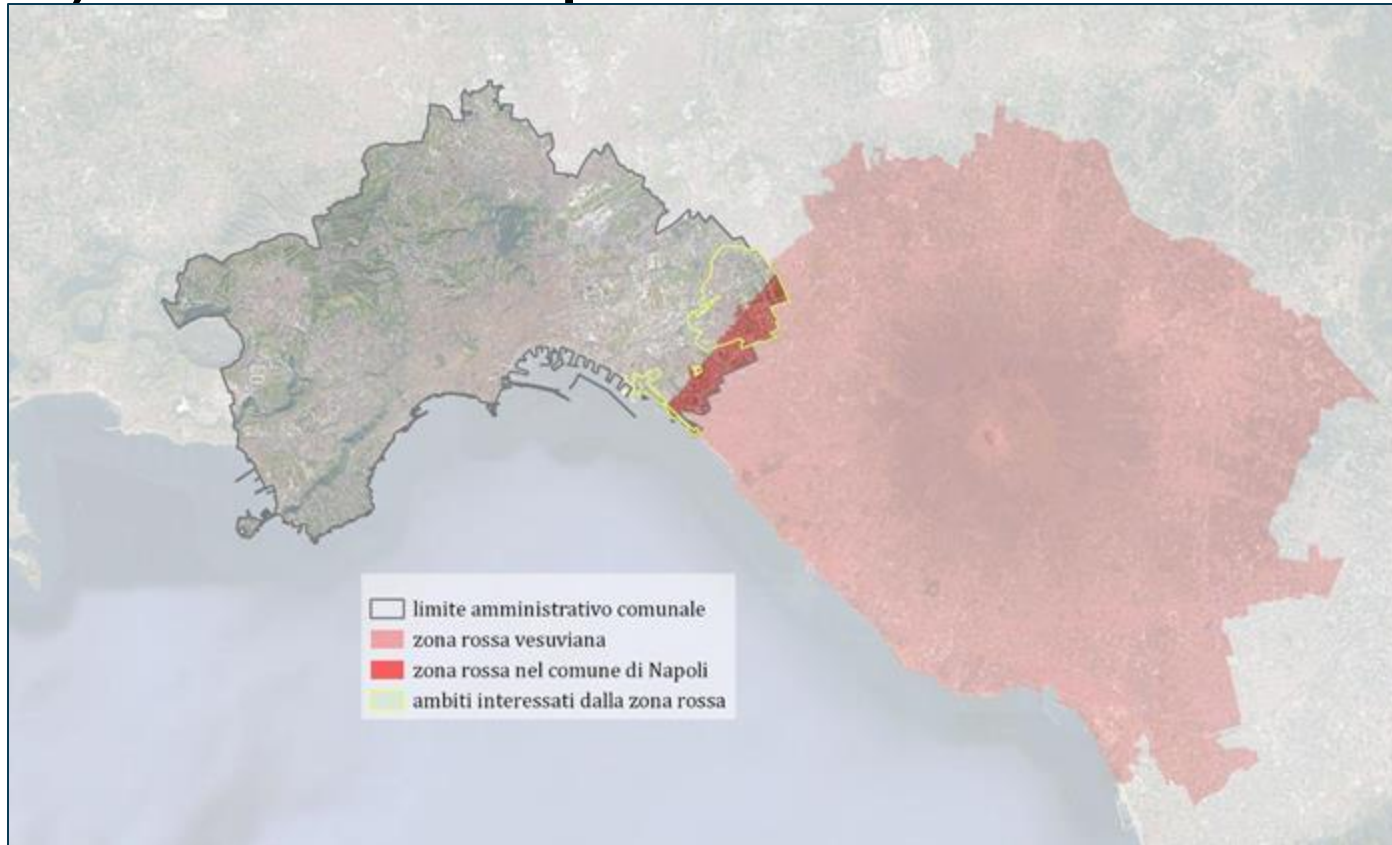 limite amministrativo comunale
zona rossa vesuviana
zona rossa nel comune di Napoli
ambiti interessati dalla zona rossa